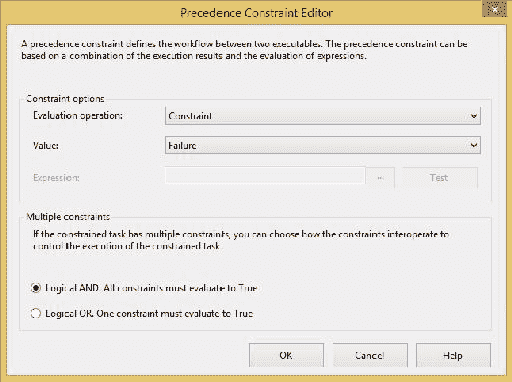 Precedence Constraint Editor
A precedence constraint defines the workflow between two executables. The precedence constraint can be
based on a combination of the execution results and the evaluation of expressions.
Constraint options
Evaluation operation:
Constraint
Value:
Failure
Expression:
...
Test
Multiple constraints
If the constrained task has multiple constraints, you can choose how the constraints interoperate to
control the execution of the constrained task.
Logical AND. All constraints must evaluate to True
Logical OR. One constraint must evaluate to True
OK
Cancel
Help